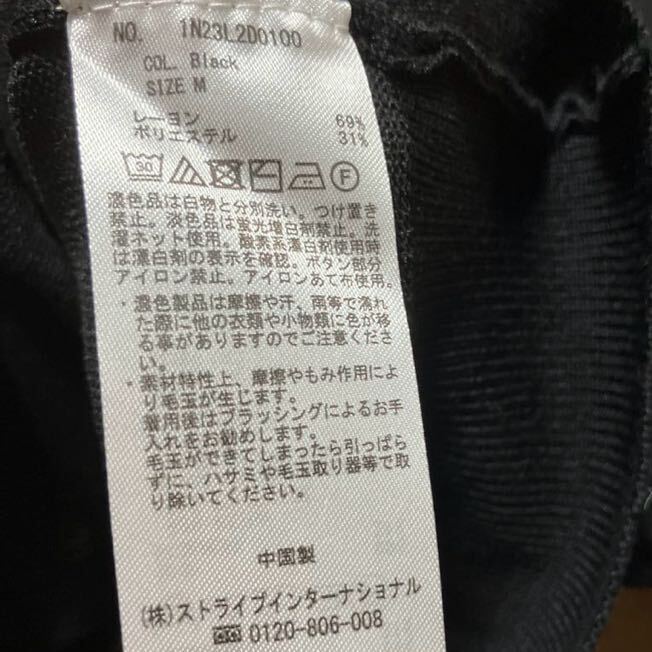 NO. 1N23L2D0100
COL. Black
SIZE M
レーヨン 69%
ポリエステル 31%
30 F
濃色品は白物と分別洗い。つけ置き
禁止。淡色品は蛍光増白剤禁止。洗
濯ネット使用。酸素系漂白剤使用時
は漂白剤の表示を確認。ボタン部分
アイロン禁止。アイロンあて布使用。
・濃色製品は摩擦や汗、雨等で濡れ
た際に他の衣類や小物類に色が移
る事がありますのでご注意くださ
い。
・素材特性上、摩擦やもみ作用によ
り毛玉が生じます。
着用後はブラッシングによるお手
入れをお勧めします。
毛玉ができてしまったら引っぱら
ずに、ハサミや毛玉取り器等で取
り除いてください。
中国製
(株)ストライプインターナショナル
0120-806-008